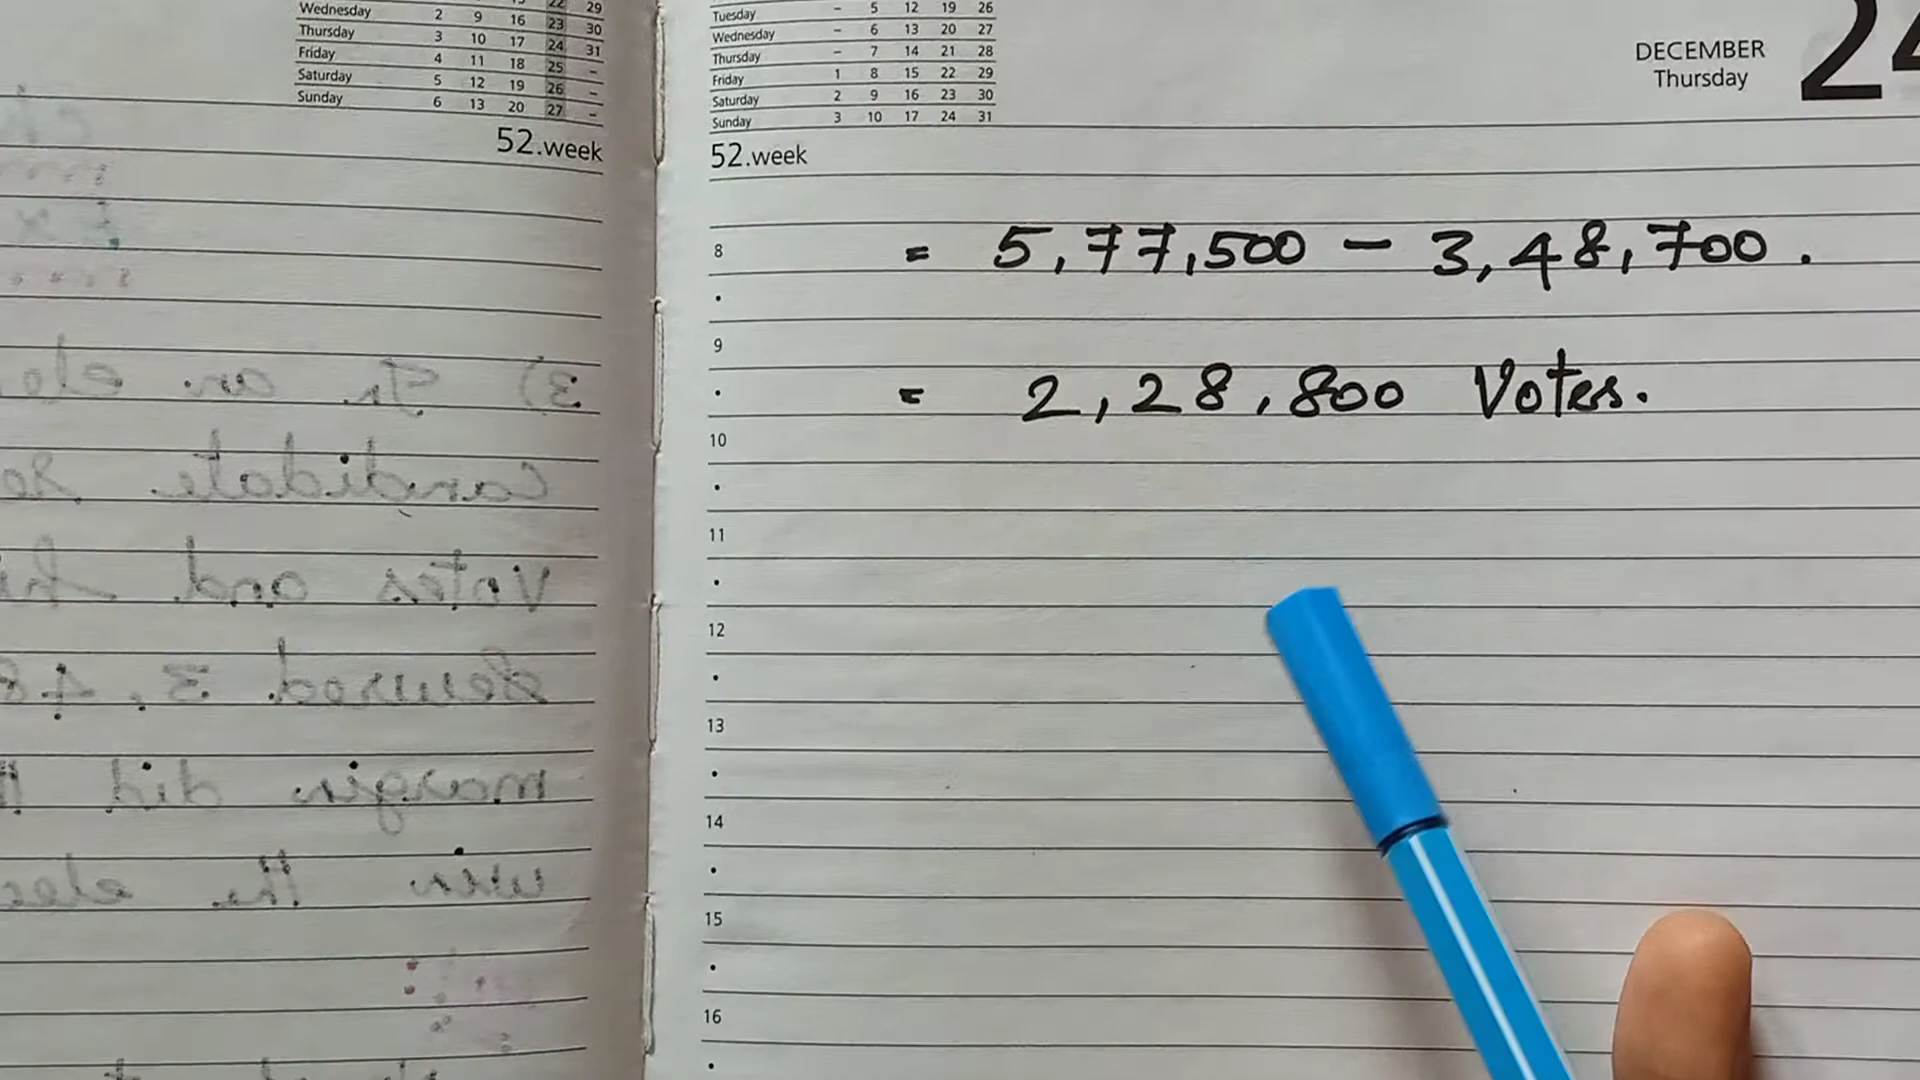 Wednesday 2 9 16 23 30
Thursday 3 10 17 24 31
Friday 4 11 18 25 -
Saturday 5 12 19 26 -
Sunday 6 13 20 27 -
52.week
Tuesday - 5 12 19 26
Wednesday - 6 13 20 27
Thursday - 7 14 21 28
Friday 1 8 15 22 29
Saturday 2 9 16 23 30
Sunday 3 10 17 24 31
52.week
DECEMBER
Thursday
24
8 = 5,77,500 - 3,48,700.
9
= 2,28,800 Votes.
10
11
12
13
14
15
16